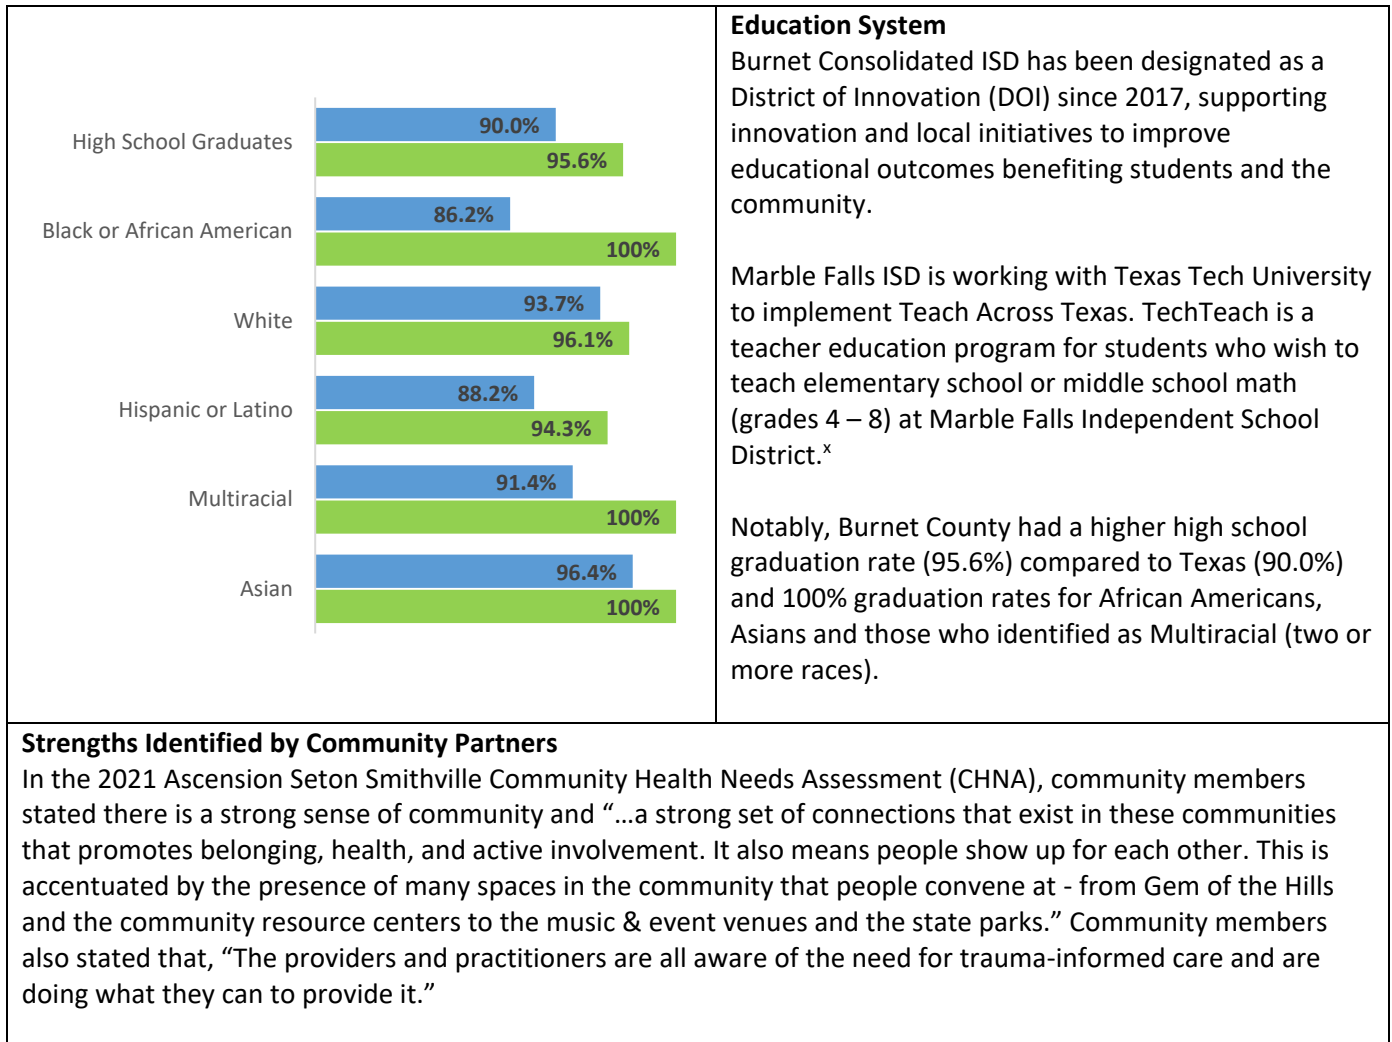 High School Graduates
90.0%
95.6%
Black or African American
86.2%
100%
White
93.7%
96.1%
Hispanic or Latino
88.2%
94.3%
Multiracial
91.4%
100%
Asian
96.4%
100%
Education System
Burnet Consolidated ISD has been designated as a
District of Innovation (DOI) since 2017, supporting
innovation and local initiatives to improve
educational outcomes benefiting students and the
community.
Marble Falls ISD is working with Texas Tech University
to implement Teach Across Texas. TechTeach is a
teacher education program for students who wish to
teach elementary school or middle school math
(grades 4 – 8) at Marble Falls Independent School
District.ˣ
Notably, Burnet County had a higher high school
graduation rate (95.6%) compared to Texas (90.0%)
and 100% graduation rates for African Americans,
Asians and those who identified as Multiracial (two or
more races).
Strengths Identified by Community Partners
In the 2021 Ascension Seton Smithville Community Health Needs Assessment (CHNA), community members
stated there is a strong sense of community and “…a strong set of connections that exist in these communities
that promotes belonging, health, and active involvement. It also means people show up for each other. This is
accentuated by the presence of many spaces in the community that people convene at - from Gem of the Hills
and the community resource centers to the music & event venues and the state parks.” Community members
also stated that, “The providers and practitioners are all aware of the need for trauma-informed care and are
doing what they can to provide it.”